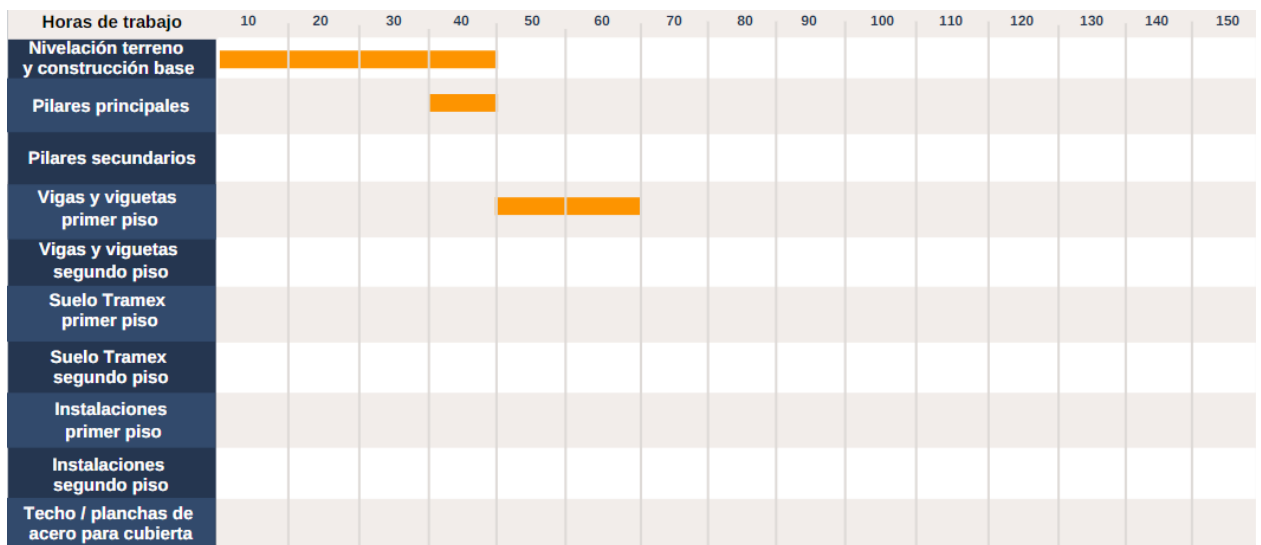 Horas de trabajo 10 20 30 40 50 60 70 80 90 100 110 120 130 140 150
Nivelación terreno
y construcción base
Pilares principales
Pilares secundarios
Vigas y viguetas
primer piso
Vigas y viguetas
segundo piso
Suelo Tramex
primer piso
Suelo Tramex
segundo piso
Instalaciones
primer piso
Instalaciones
segundo piso
Techo / planchas de
acero para cubierta